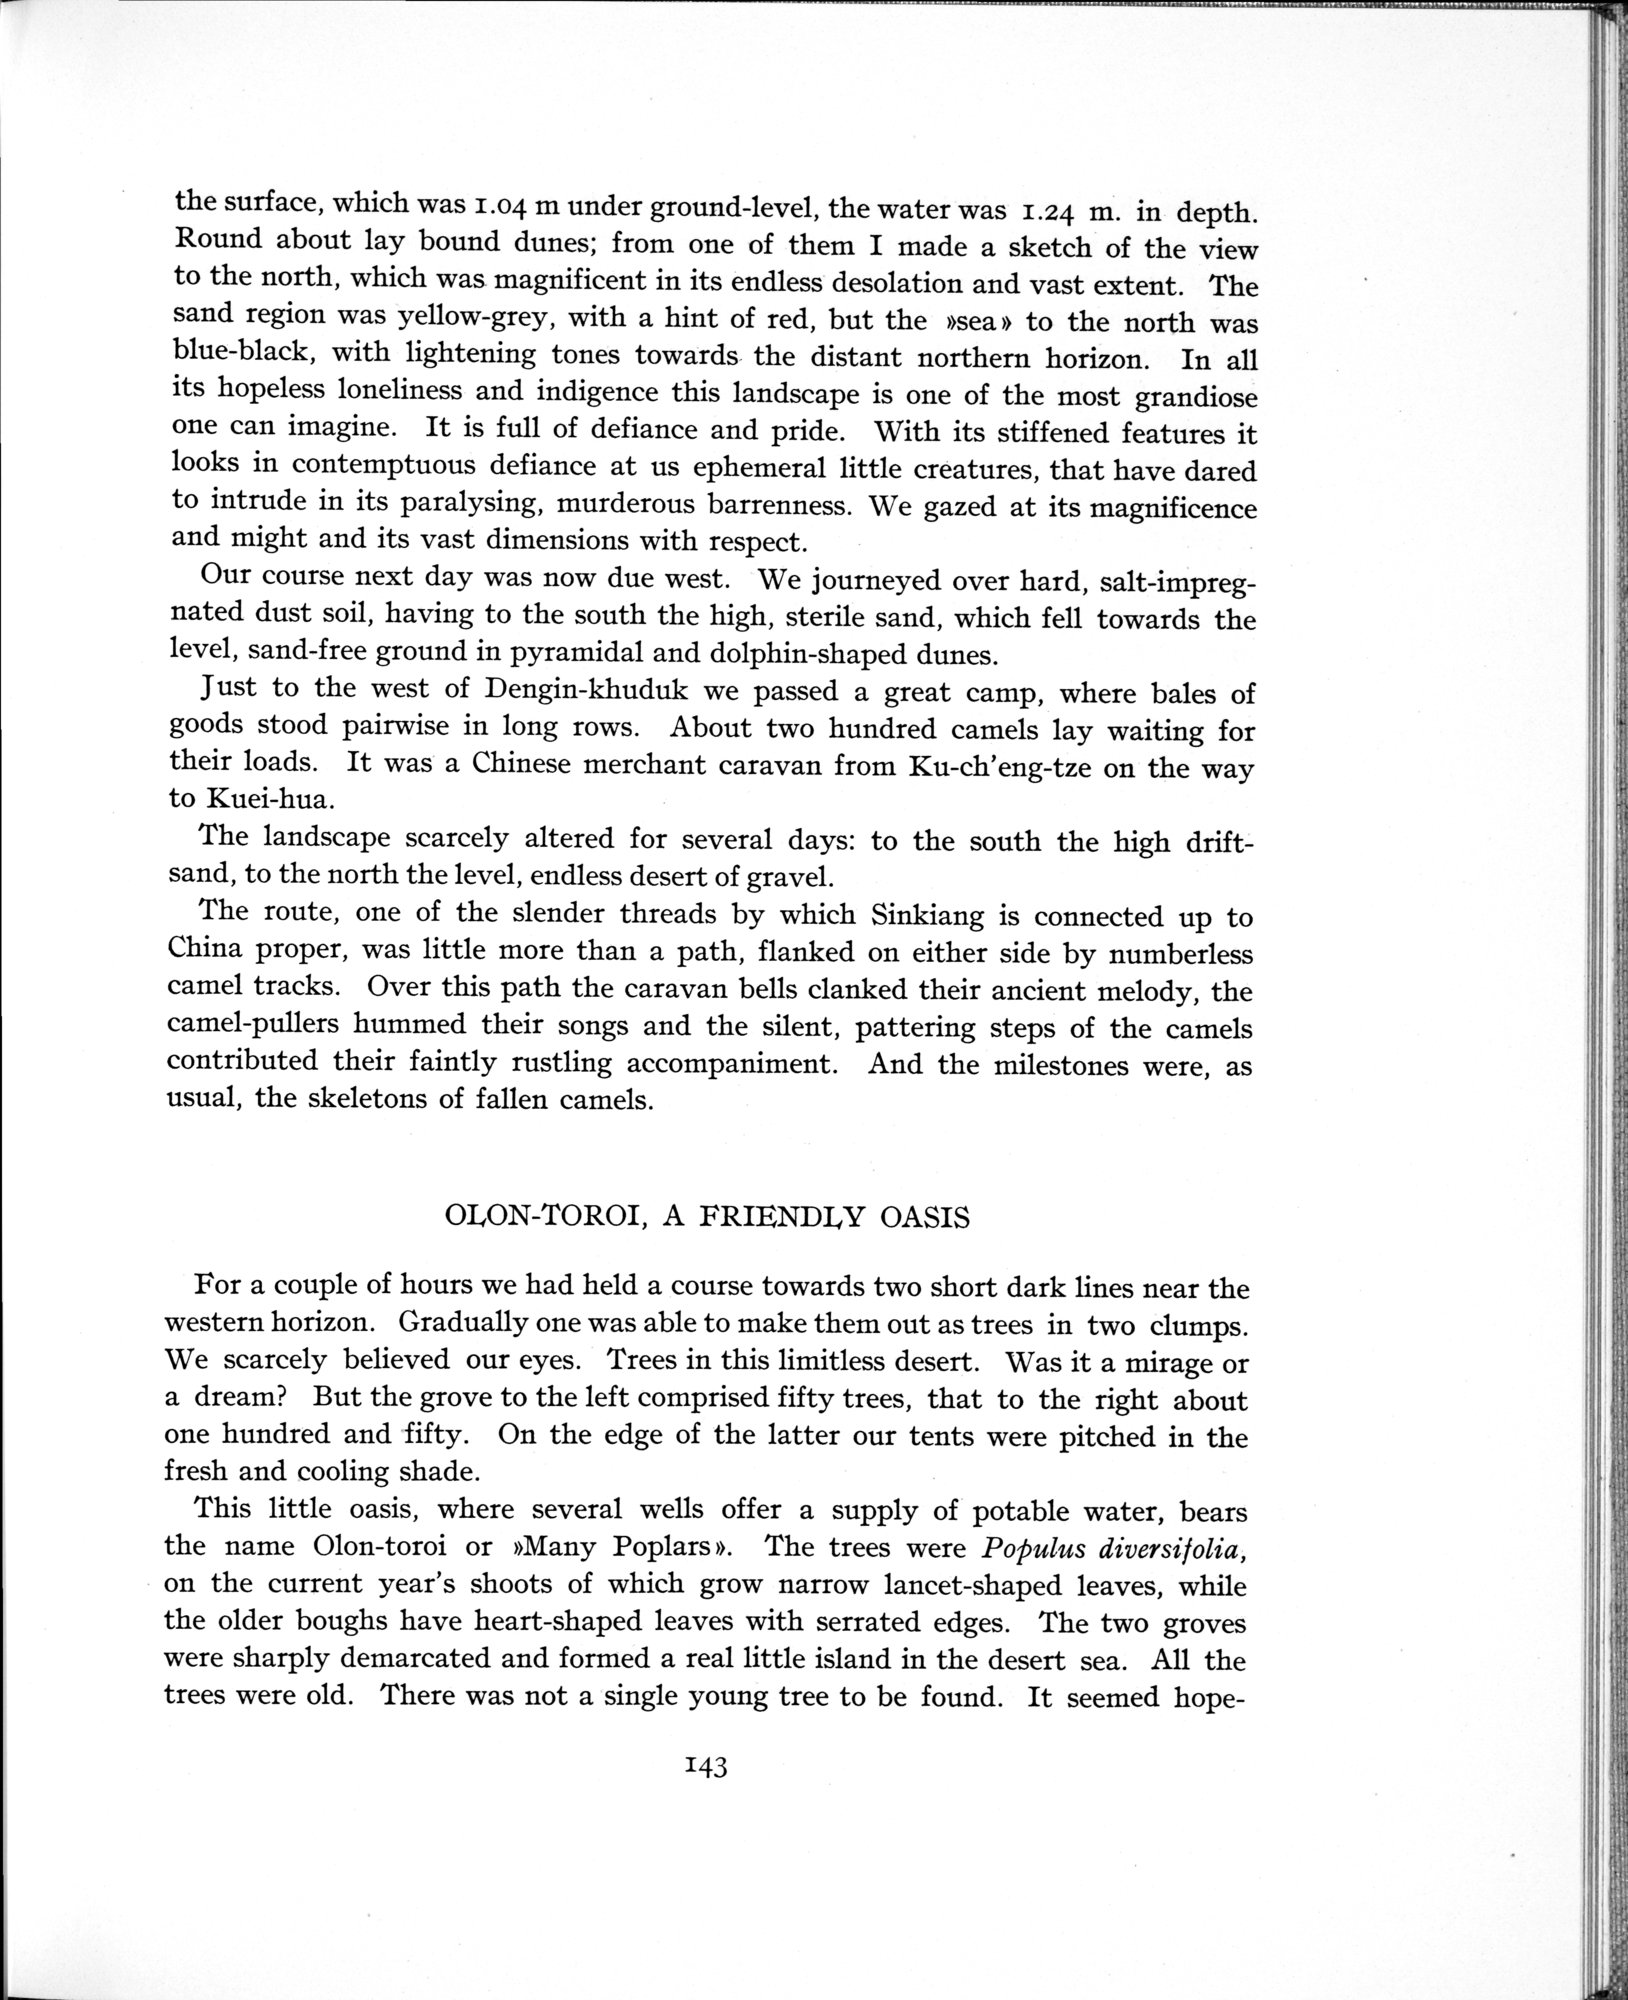 the surface, which was 1.04 m under ground-level, the water was 1.24 m. in depth.
Round about lay bound dunes; from one of them I made a sketch of the view
to the north, which was magnificent in its endless desolation and vast extent. The
sand region was yellow-grey, with a hint of red, but the »sea» to the north was
blue-black, with lightening tones towards the distant northern horizon. In all
its hopeless loneliness and indigence this landscape is one of the most grandiose
one can imagine. It is full of defiance and pride. With its stiffened features it
looks in contemptuous defiance at us ephemeral little creatures, that have dared
to intrude in its paralysing, murderous barrenness. We gazed at its magnificence
and might and its vast dimensions with respect.
Our course next day was now due west. We journeyed over hard, salt-impreg-
nated dust soil, having to the south the high, sterile sand, which fell towards the
level, sand-free ground in pyramidal and dolphin-shaped dunes.
Just to the west of Dengin-khuduk we passed a great camp, where bales of
goods stood pairwise in long rows. About two hundred camels lay waiting for
their loads. It was a Chinese merchant caravan from Ku-ch'eng-tze on the way
to Kuei-hua.
The landscape scarcely altered for several days: to the south the high drift-
sand, to the north the level, endless desert of gravel.
The route, one of the slender threads by which Sinkiang is connected up to
China proper, was little more than a path, flanked on either side by numberless
camel tracks. Over this path the caravan bells clanked their ancient melody, the
camel-pullers hummed their songs and the silent, pattering steps of the camels
contributed their faintly rustling accompaniment. And the milestones were, as
usual, the skeletons of fallen camels.
OLON-TOROI, A FRIENDLY OASIS
For a couple of hours we had held a course towards two short dark lines near the
western horizon. Gradually one was able to make them out as trees in two clumps.
We scarcely believed our eyes. Trees in this limitless desert. Was it a mirage or
a dream? But the grove to the left comprised fifty trees, that to the right about
one hundred and fifty. On the edge of the latter our tents were pitched in the
fresh and cooling shade.
This little oasis, where several wells offer a supply of potable water, bears
the name Olon-toroi or »Many Poplars». The trees were Populus diversifolia,
on the current year's shoots of which grow narrow lancet-shaped leaves, while
the older boughs have heart-shaped leaves with serrated edges. The two groves
were sharply demarcated and formed a real little island in the desert sea. All the
trees were old. There was not a single young tree to be found. It seemed hope-
143